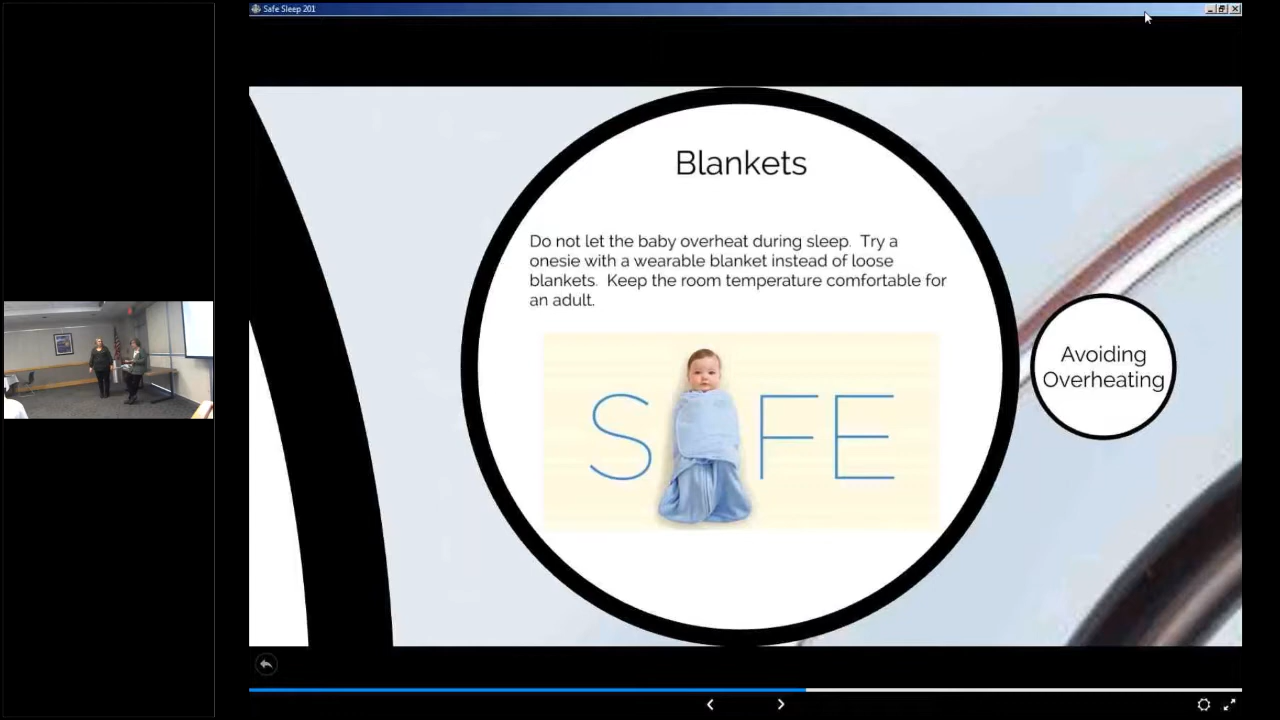 Safe Sleep 201
Blankets
Do not let the baby overheat during sleep.  Try a
onesie with a wearable blanket instead of loose
blankets.  Keep the room temperature comfortable for
an adult.
S FE
Avoiding
Overheating